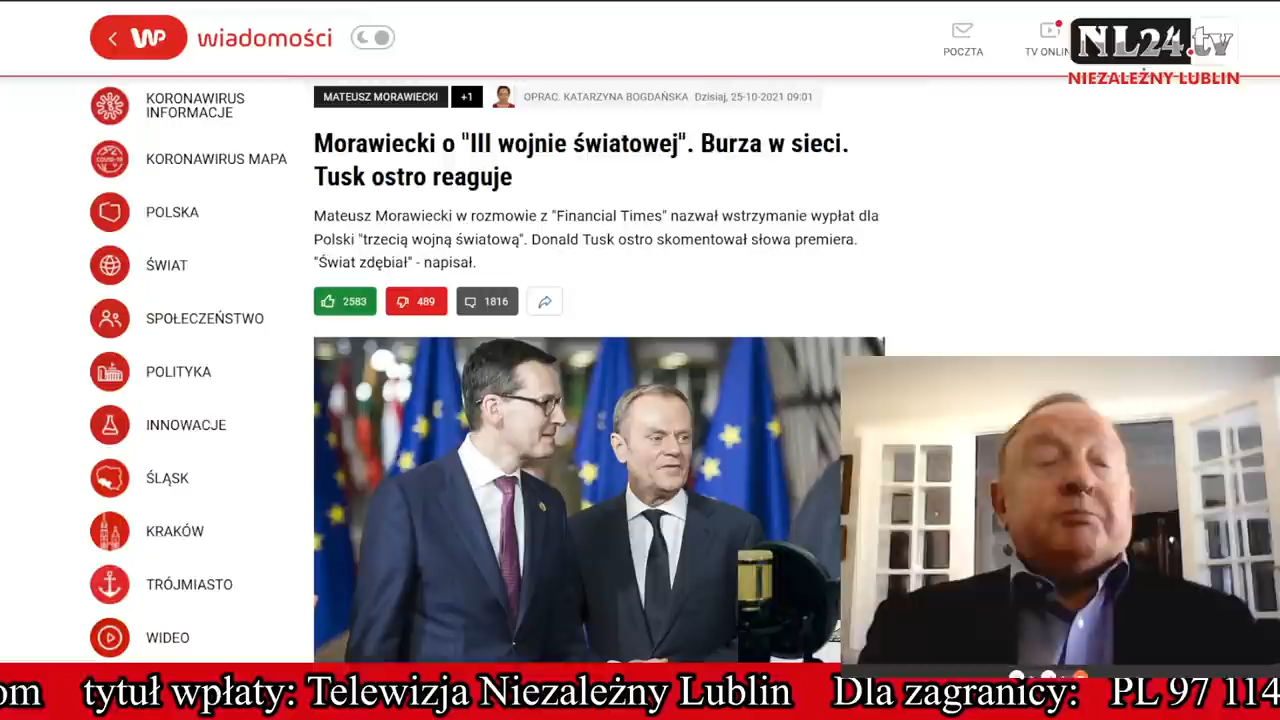 WP wiadomości
POCZTA
TV ONLIN
NL24.tv
NIEZALEŻNY LUBLIN
KORONAWIRUS
INFORMACJE
KORONAWIRUS MAPA
POLSKA
ŚWIAT
SPOŁECZEŃSTWO
POLITYKA
INNOWACJE
ŚLĄSK
KRAKÓW
TRÓJMIASTO
WIDEO
MATEUSZ MORAWIECKI +1 OPRAC. KATARZYNA BOGDAŃSKA Dzisiaj, 25-10-2021 09:01
Morawiecki o "III wojnie światowej". Burza w sieci.
Tusk ostro reaguje
Mateusz Morawiecki w rozmowie z "Financial Times" nazwał wstrzymanie wypłat dla
Polski "trzecią wojną światową". Donald Tusk ostro skomentował słowa premiera.
"Świat zdębiał" - napisał.
2583 489 1816
om tytuł wpłaty: Telewizja Niezależny Lublin Dla zagranicy: PL 97 114